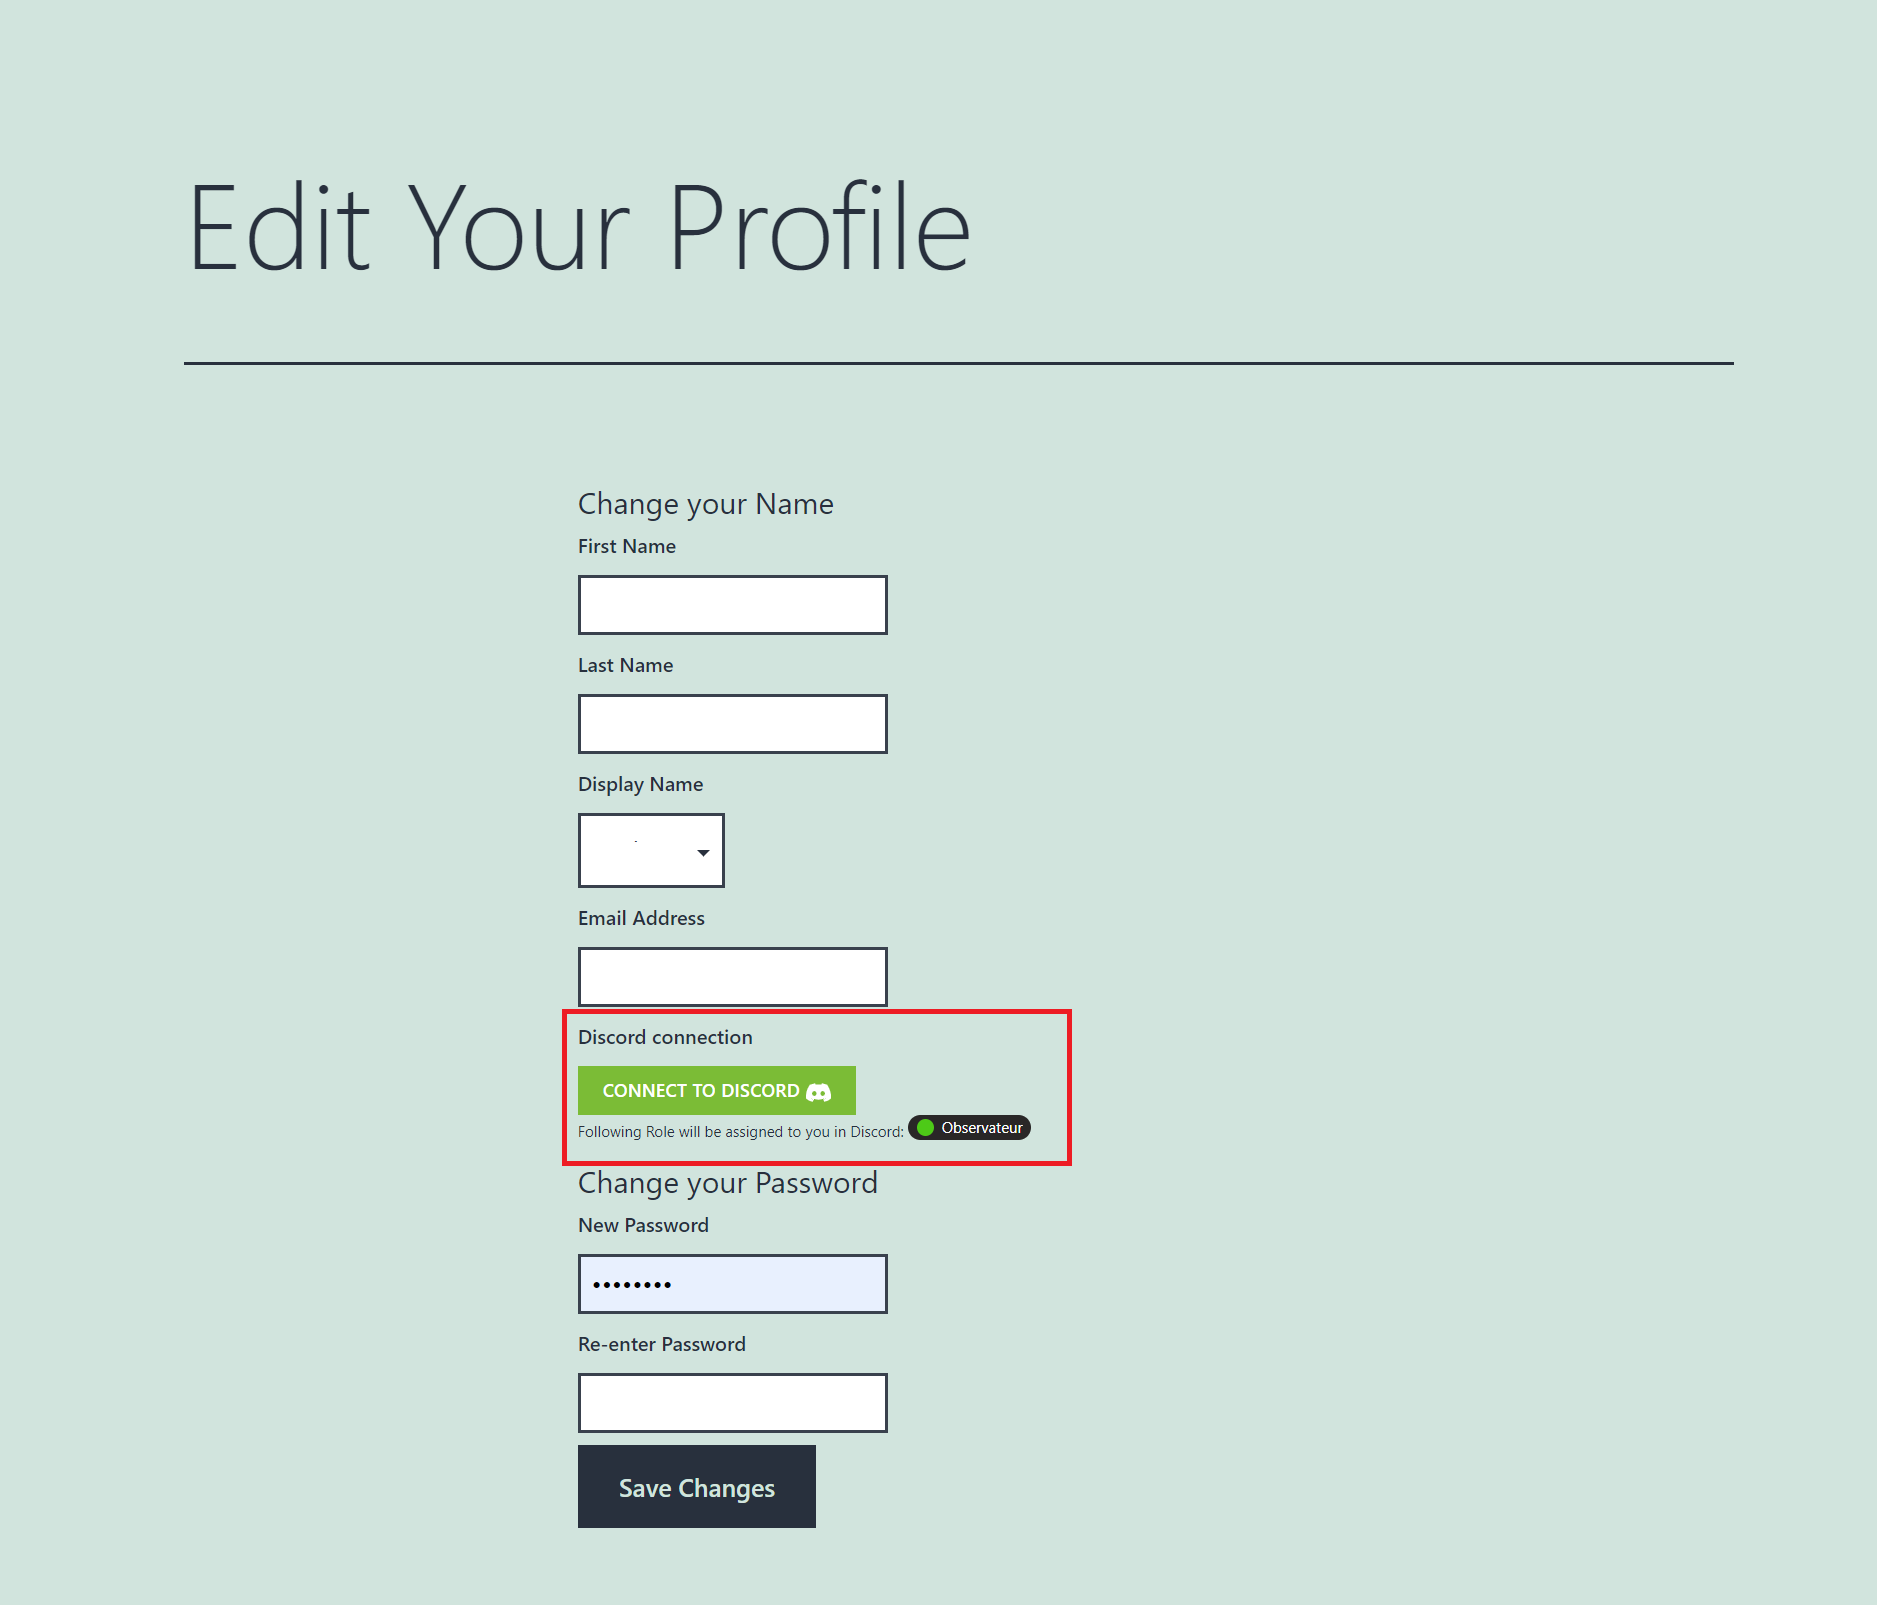 Edit Your Profile
Change your Name
First Name
Last Name
Display Name
Email Address
Discord connection
CONNECT TO DISCORD
Following Role will be assigned to you in Discord: Observateur
Change your Password
New Password
••••••••
Re-enter Password
Save Changes